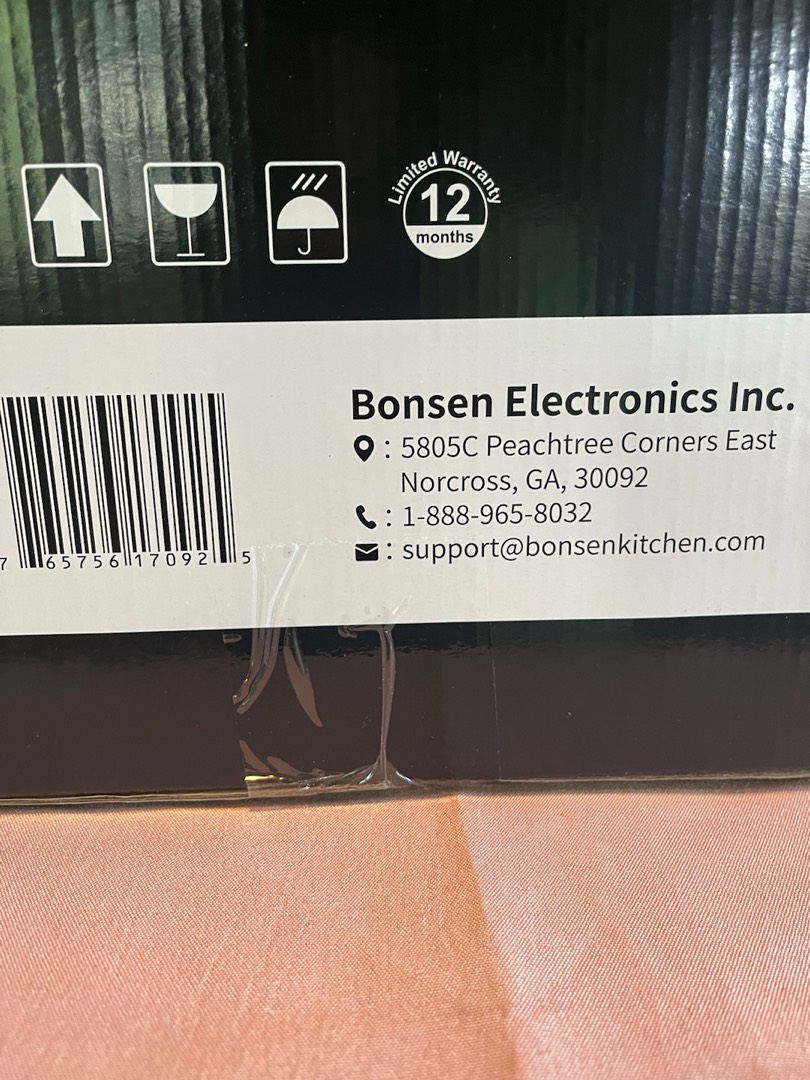 Limited Warranty
12
months
Bonsen Electronics Inc.
: 5805C Peachtree Corners East
Norcross, GA, 30092
: 1-888-965-8032
: support@bonsenkitchen.com
7 65756 17092 5